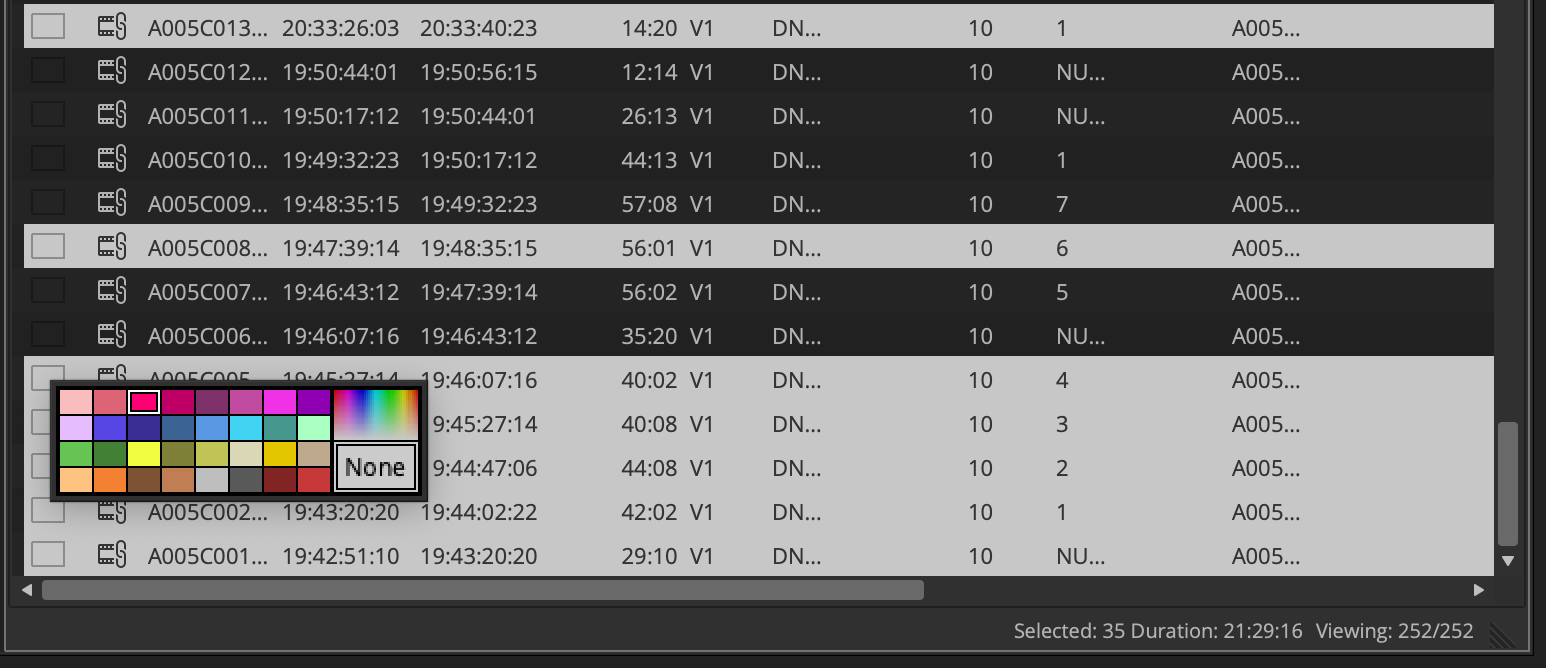 A005C013... 20:33:26:03 20:33:40:23 14:20 V1 DN... 10 1 A005...
A005C012... 19:50:44:01 19:50:56:15 12:14 V1 DN... 10 NU... A005...
A005C011... 19:50:17:12 19:50:44:01 26:13 V1 DN... 10 NU... A005...
A005C010... 19:49:32:23 19:50:17:12 44:13 V1 DN... 10 1 A005...
A005C009... 19:48:35:15 19:49:32:23 57:08 V1 DN... 10 7 A005...
A005C008... 19:47:39:14 19:48:35:15 56:01 V1 DN... 10 6 A005...
A005C007... 19:46:43:12 19:47:39:14 56:02 V1 DN... 10 5 A005...
A005C006... 19:46:07:16 19:46:43:12 35:20 V1 DN... 10 NU... A005...
A005C005... 19:45:27:14 19:46:07:16 40:02 V1 DN... 10 4 A005...
9:45:27:14 40:08 V1 DN... 10 3 A005...
None 9:44:47:06 44:08 V1 DN... 10 2 A005...
A005C002... 19:43:20:20 19:44:02:22 42:02 V1 DN... 10 1 A005...
A005C001... 19:42:51:10 19:43:20:20 29:10 V1 DN... 10 NU... A005...
Selected: 35 Duration: 21:29:16 Viewing: 252/252